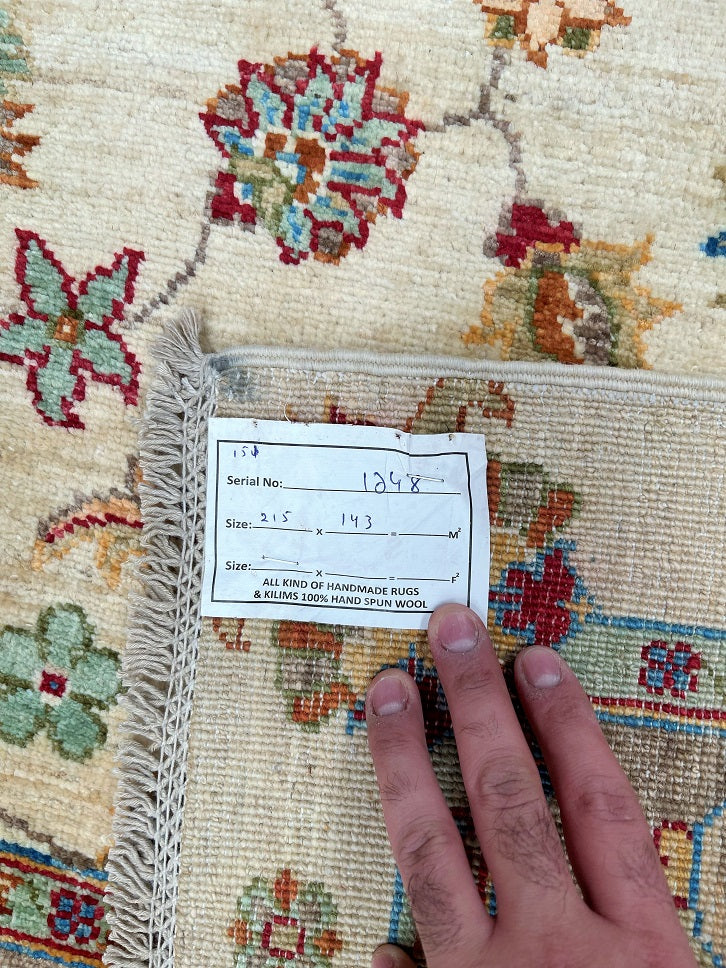 Serial No: 1248
Size: 215 x 143 = M²
Size: x = F²
ALL KIND OF HANDMADE RUGS
& KILIMS 100% HAND SPUN WOOL